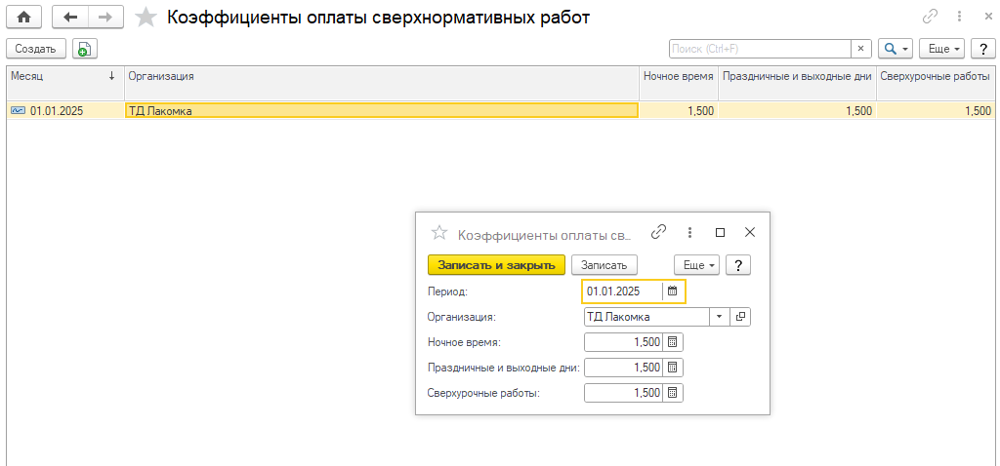 Коэффициенты оплаты сверхнормативных работ
Создать
Поиск (Ctrl+F)
×
Еще
?
Месяц ↓ Организация Ночное время Праздничные и выходные дни Сверхурочные работы
01.01.2025 ТД Лакомка 1,500 1,500 1,500
Коэффициенты оплаты св...
Записать и закрыть Записать Еще ?
Период: 01.01.2025
Организация: ТД Лакомка
Ночное время: 1,500
Праздничные и выходные дни: 1,500
Сверхурочные работы: 1,500